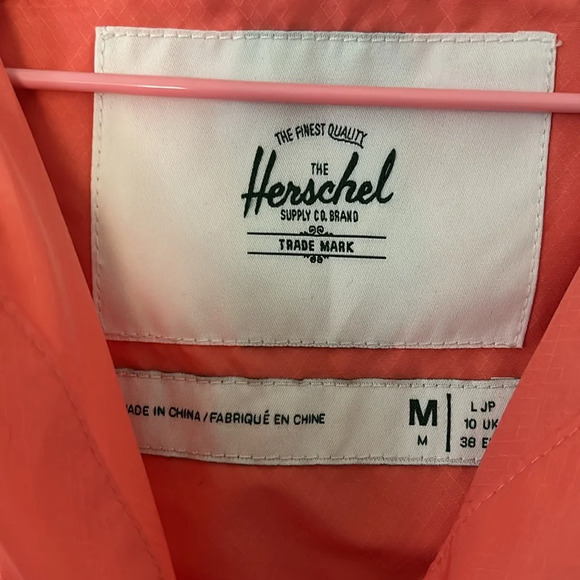 THE FINEST QUALITY
THE
Herschel
SUPPLY CO. BRAND
TRADE MARK
MADE IN CHINA / FABRIQUÉ EN CHINE
M
M
L JP
10 UK
38 E